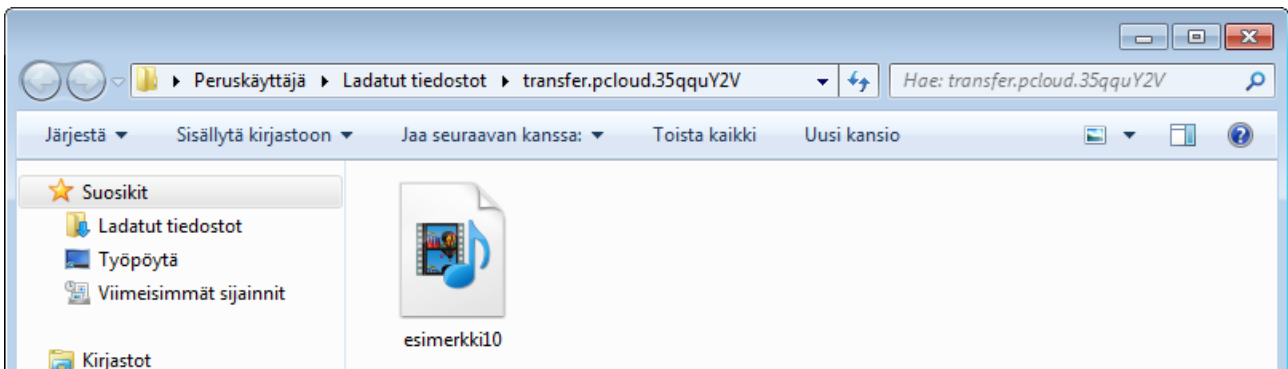 Peruskäyttäjä Ladatut tiedostot transfer.pcloud.35qquY2V Hae: transfer.pcloud.35qquY2V
Järjestä Sisällytä kirjastoon Jaa seuraavan kanssa: Toista kaikki Uusi kansio
Suosikit
Ladatut tiedostot
Työpöytä
Viimeisimmät sijainnit
Kirjastot
esimerkki10